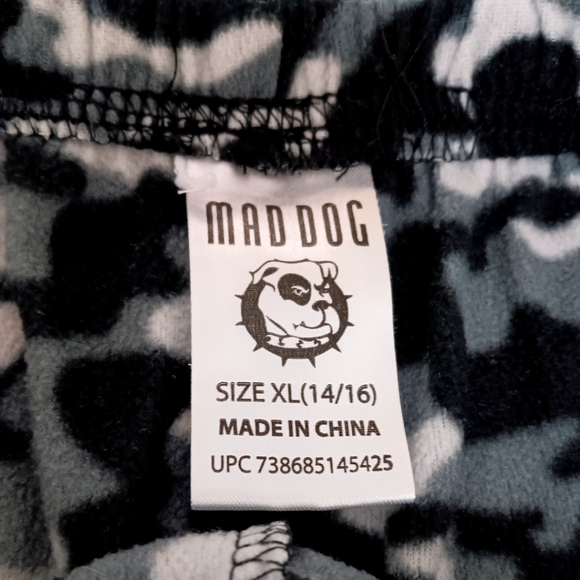 MAD DOG
SIZE XL(14/16)
MADE IN CHINA
UPC 738685145425